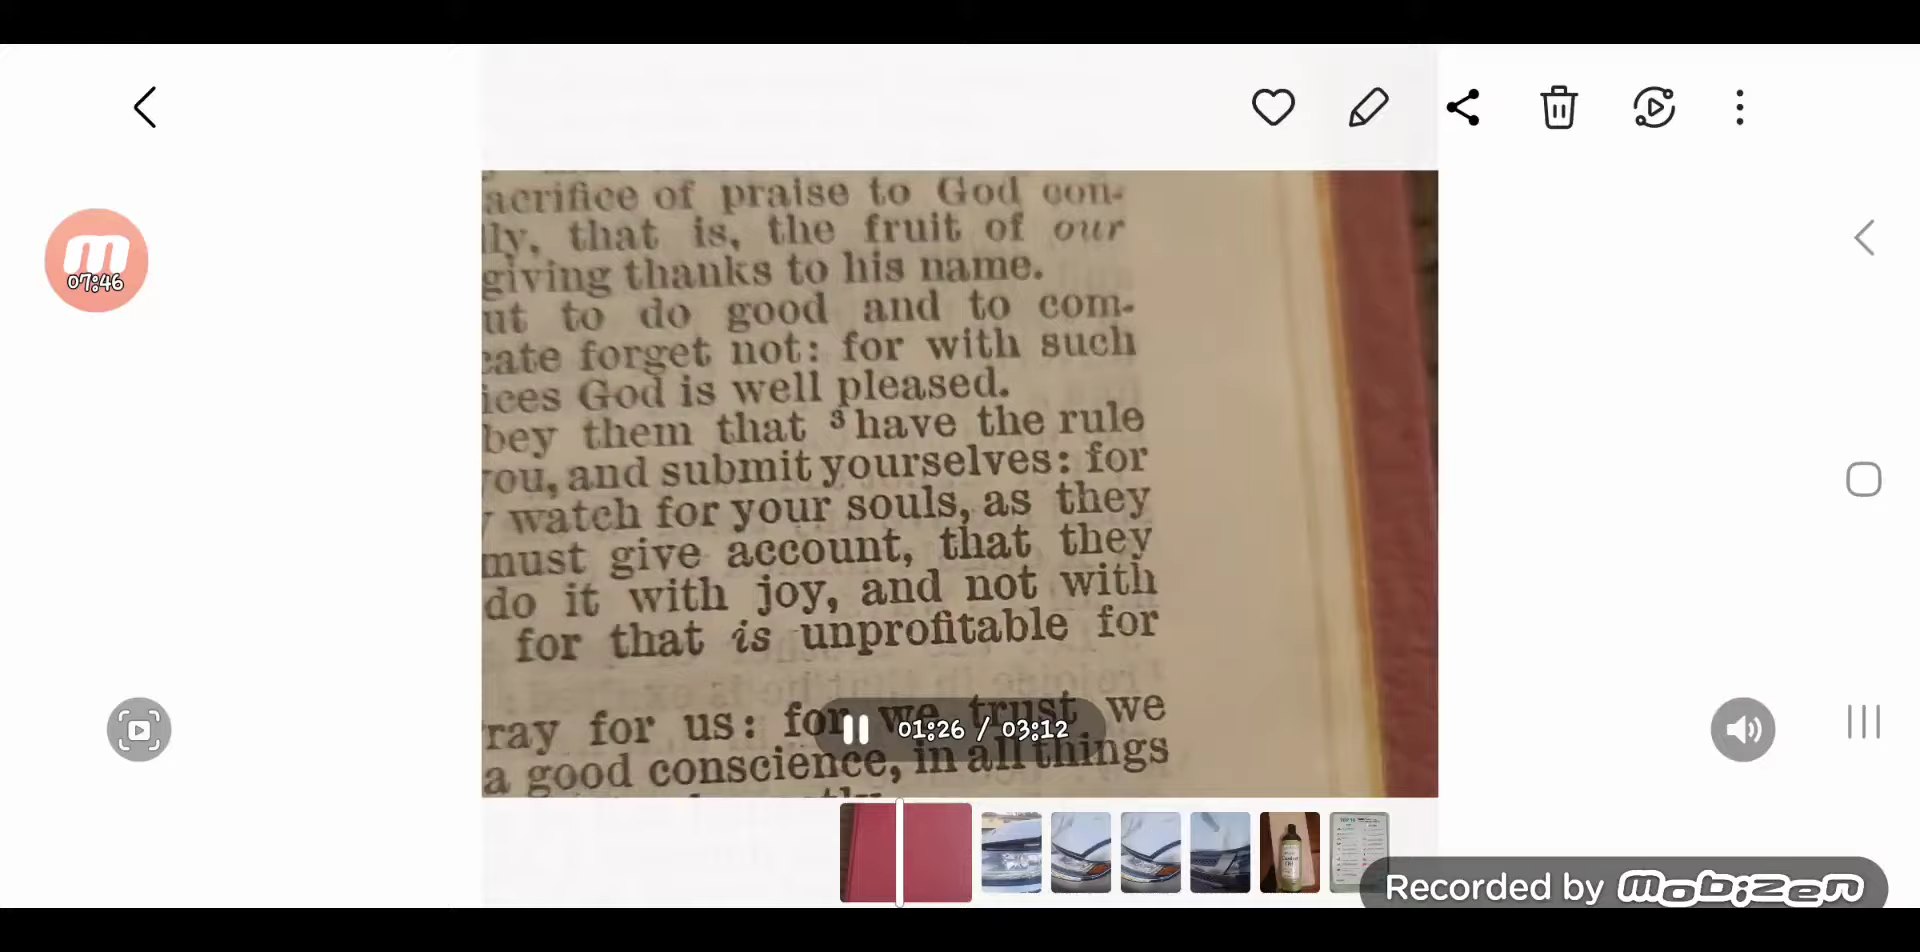 acrifice of praise to God con-
lly, that is, the fruit of our
giving thanks to his name.
ut to do good and to com-
cate forget not: for with such
ices God is well pleased.
bey them that ³have the rule
you, and submit yourselves: for
y watch for your souls, as they
must give account, that they
do it with joy, and not with
for that is unprofitable for
ray for us: for we trust we
a good conscience, in all things
07:46
01:26 / 03:12
Recorded by mobizen